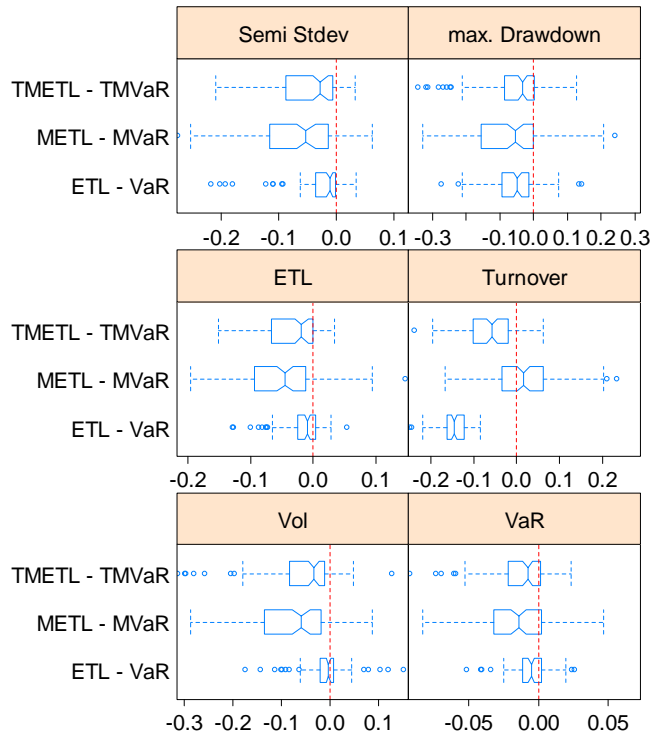 Semi Stdev max. Drawdown
TMETL - TMVaR
METL - MVaR
ETL - VaR
-0.2 -0.1 0.0 0.1 -0.3 -0.10.0 0.1 0.2 0.3
ETL Turnover
TMETL - TMVaR
METL - MVaR
ETL - VaR
-0.2 -0.1 0.0 0.1 -0.2 -0.1 0.0 0.1 0.2
Vol VaR
TMETL - TMVaR
METL - MVaR
ETL - VaR
-0.3 -0.2 -0.1 0.0 0.1 -0.05 0.00 0.05